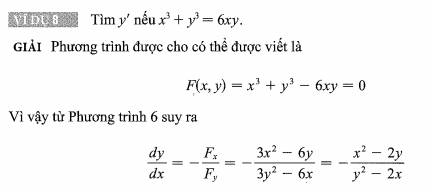 VÍ DỤ 8 Tìm y′ nếu x³ + y³ = 6xy.
GIẢI Phương trình được cho có thể được viết là
F(x, y) = x³ + y³ − 6xy = 0
Vì vậy từ Phương trình 6 suy ra
dy/dx = −Fₓ/Fᵧ = −(3x² − 6y)/(3y² − 6x) = −(x² − 2y)/(y² − 2x)